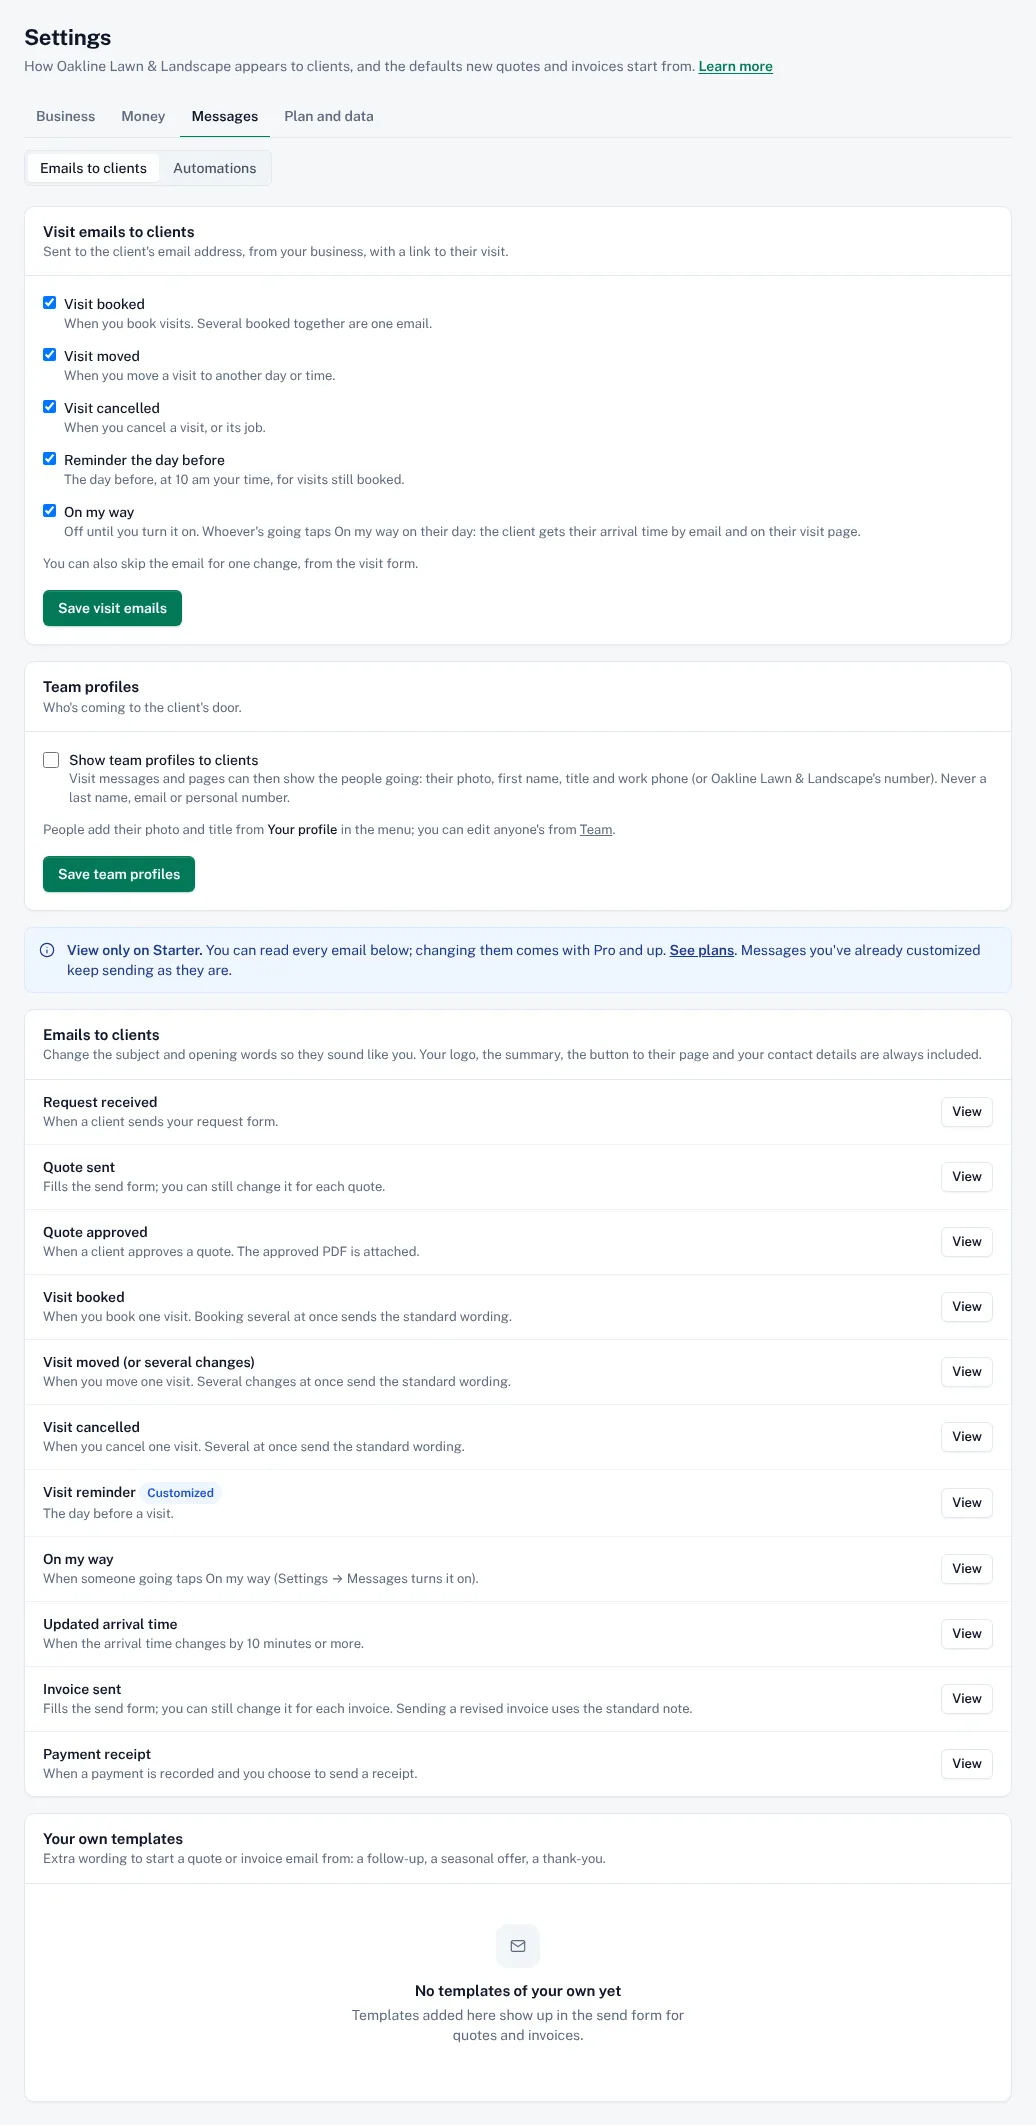 Settings
How Oakline Lawn & Landscape appears to clients, and the defaults new quotes and invoices start from. Learn more
Business Money Messages Plan and data
Emails to clients Automations
Visit emails to clients
Sent to the client's email address, from your business, with a link to their visit.
Visit booked
When you book visits. Several booked together are one email.
Visit moved
When you move a visit to another day or time.
Visit cancelled
When you cancel a visit, or its job.
Reminder the day before
The day before, at 10 am your time, for visits still booked.
On my way
Off until you turn it on. Whoever's going taps On my way on their day: the client gets their arrival time by email and on their visit page.
You can also skip the email for one change, from the visit form.
Save visit emails
Team profiles
Who's coming to the client's door.
Show team profiles to clients
Visit messages and pages can then show the people going: their photo, first name, title and work phone (or Oakline Lawn & Landscape's number). Never a
last name, email or personal number.
People add their photo and title from Your profile in the menu; you can edit anyone's from Team.
Save team profiles
View only on Starter. You can read every email below; changing them comes with Pro and up. See plans. Messages you've already customized
keep sending as they are.
Emails to clients
Change the subject and opening words so they sound like you. Your logo, the summary, the button to their page and your contact details are always included.
Request received
When a client sends your request form.
View
Quote sent
Fills the send form; you can still change it for each quote.
View
Quote approved
When a client approves a quote. The approved PDF is attached.
View
Visit booked
When you book one visit. Booking several at once sends the standard wording.
View
Visit moved (or several changes)
When you move one visit. Several changes at once send the standard wording.
View
Visit cancelled
When you cancel one visit. Several at once send the standard wording.
View
Visit reminder Customized
The day before a visit.
View
On my way
When someone going taps On my way (Settings → Messages turns it on).
View
Updated arrival time
When the arrival time changes by 10 minutes or more.
View
Invoice sent
Fills the send form; you can still change it for each invoice. Sending a revised invoice uses the standard note.
View
Payment receipt
When a payment is recorded and you choose to send a receipt.
View
Your own templates
Extra wording to start a quote or invoice email from: a follow-up, a seasonal offer, a thank-you.
No templates of your own yet
Templates added here show up in the send form for
quotes and invoices.